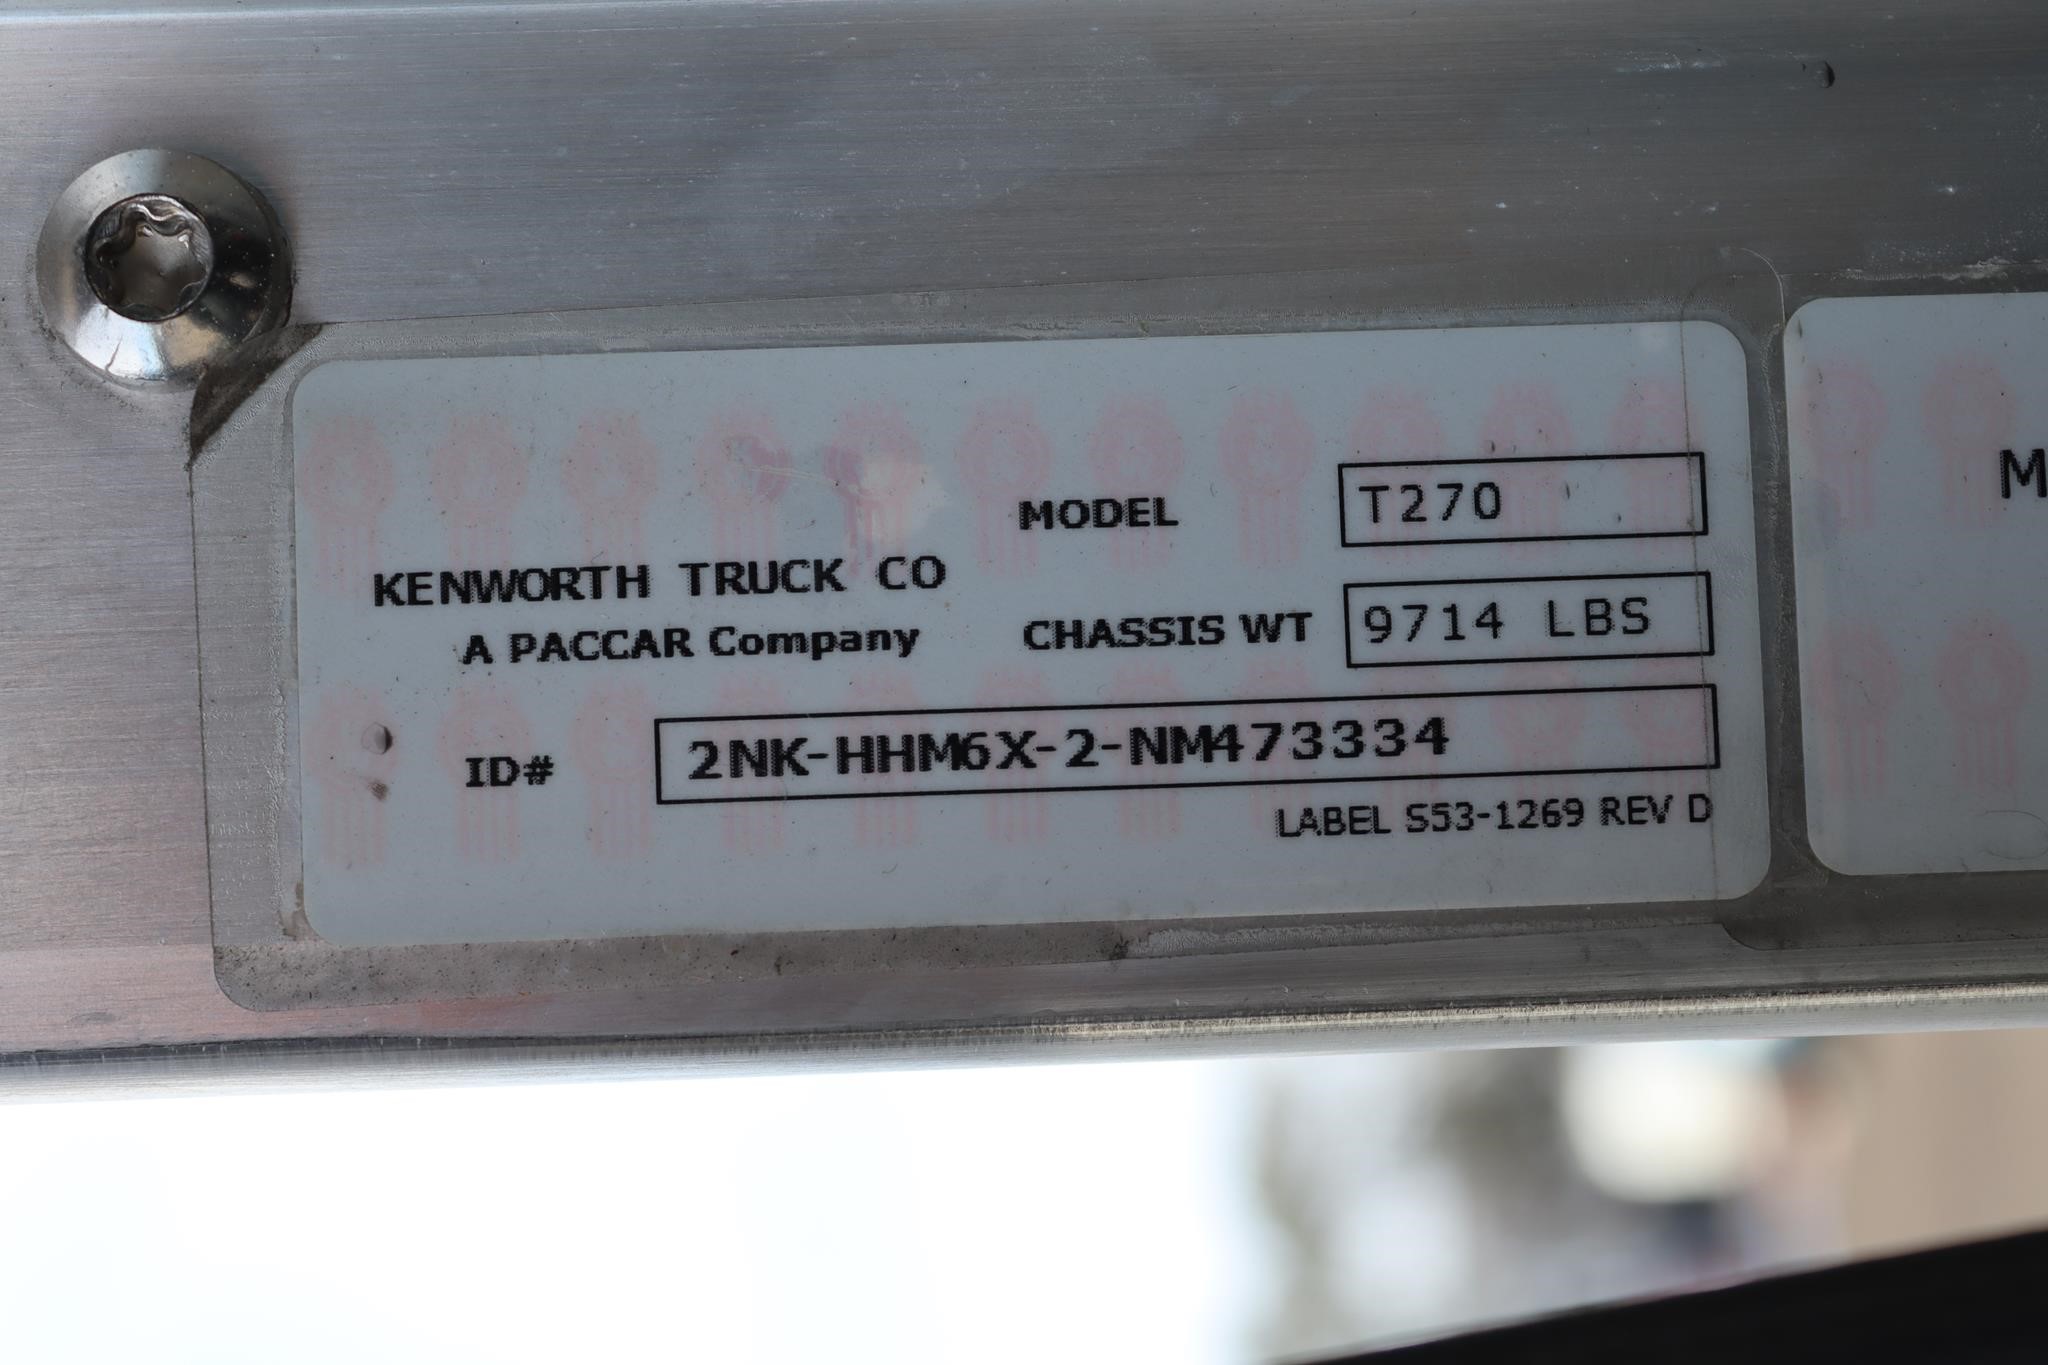 MODEL T270
KENWORTH TRUCK CO
A PACCAR Company
CHASSIS WT 9714 LBS
ID# 2NK-HHM6X-2-NM473334
LABEL S53-1269 REV D
M